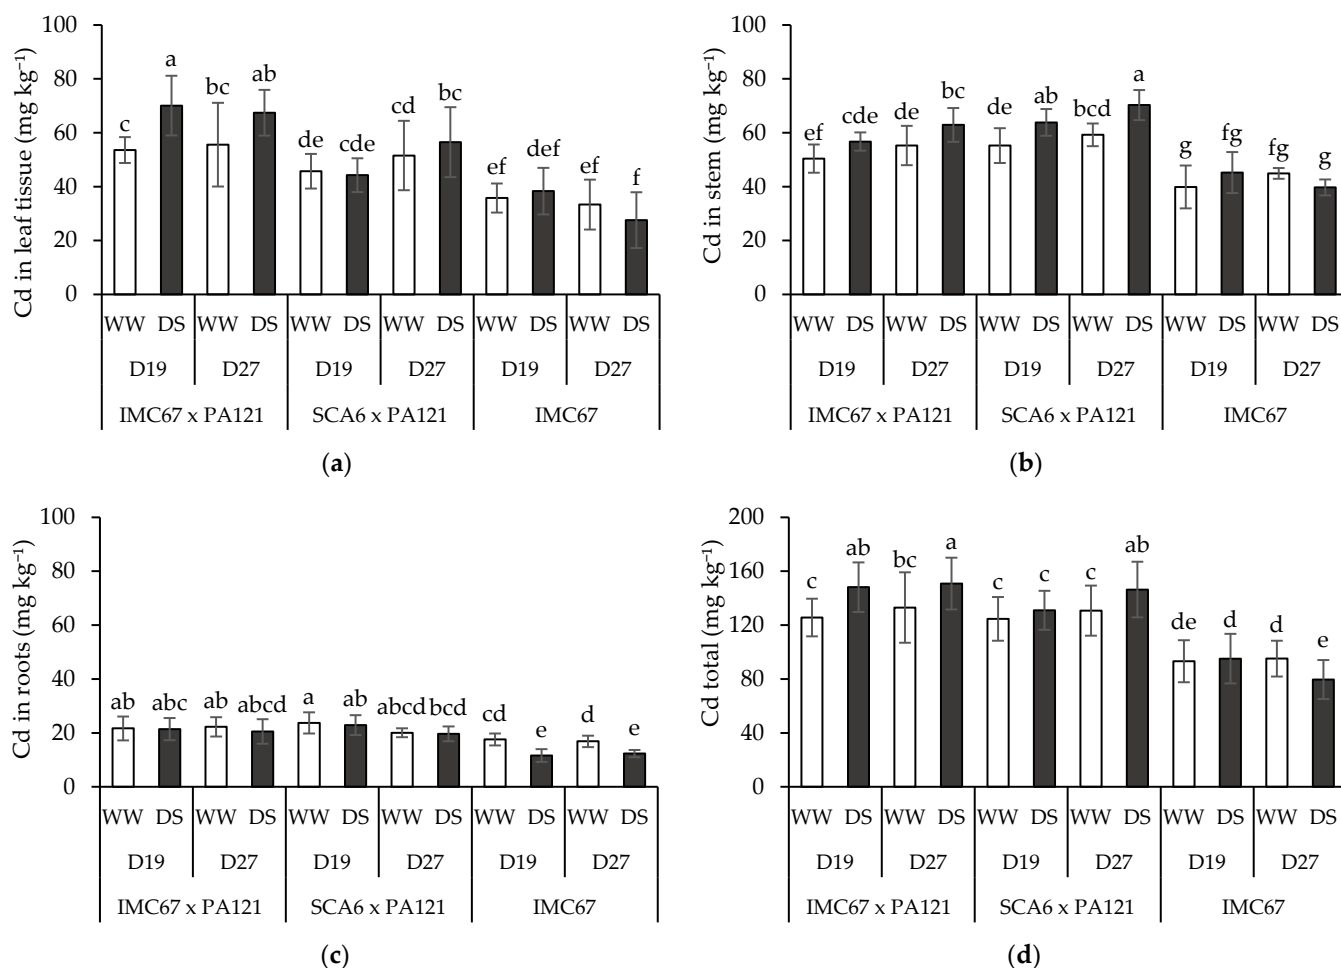 Cd in leaf tissue (mg kg⁻¹)
100
80
60
40
20
0
c a bc ab de cde cd bc ef def ef f
WW DS WW DS WW DS WW DS WW DS WW DS
D19 D27 D19 D27 D19 D27
IMC67 x PA121 SCA6 x PA121 IMC67
(a)
Cd in stem (mg kg⁻¹)
100
80
60
40
20
0
ef cde de bc de ab bcd a g fg fg g
WW DS WW DS WW DS WW DS WW DS WW DS
D19 D27 D19 D27 D19 D27
IMC67 x PA121 SCA6 x PA121 IMC67
(b)
Cd in roots (mg kg⁻¹)
100
80
60
40
20
0
ab abc ab abcd a ab abcd bcd cd e d e
WW DS WW DS WW DS WW DS WW DS WW DS
D19 D27 D19 D27 D19 D27
IMC67 x PA121 SCA6 x PA121 IMC67
(c)
Cd total (mg kg⁻¹)
200
160
120
80
40
0
c ab bc a c c c ab de d d e
WW DS WW DS WW DS WW DS WW DS WW DS
D19 D27 D19 D27 D19 D27
IMC67 x PA121 SCA6 x PA121 IMC67
(d)